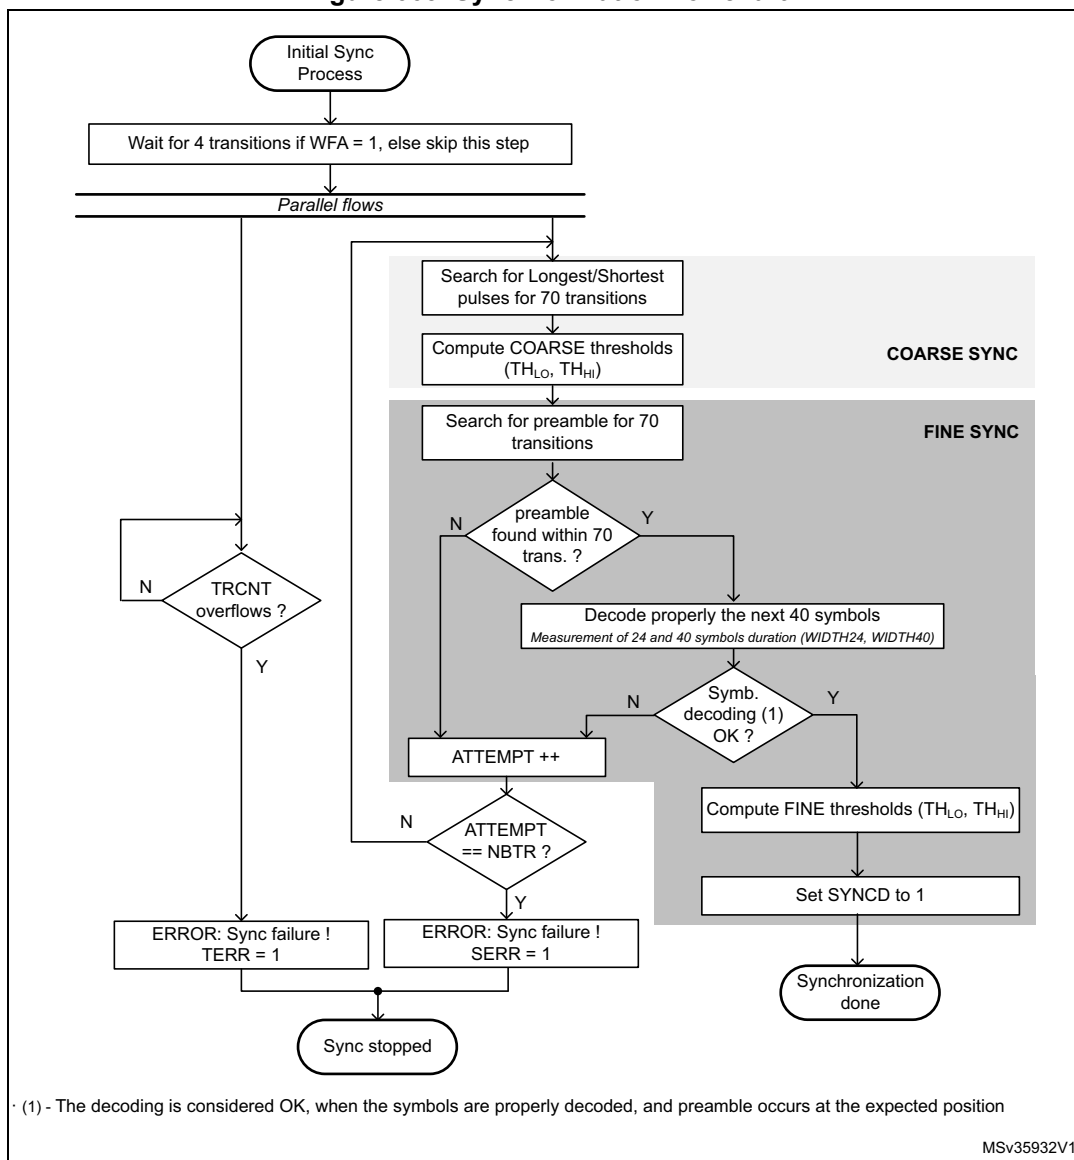 Initial Sync
Process
Wait for 4 transitions if WFA = 1, else skip this step
Parallel flows
Search for Longest/Shortest
pulses for 70 transitions
Compute COARSE thresholds
(THLO, THHI)
COARSE SYNC
Search for preamble for 70
transitions
FINE SYNC
preamble
found within 70
trans. ?
N
Y
TRCNT
overflows ?
N
Y
Decode properly the next 40 symbols
Measurement of 24 and 40 symbols duration (WIDTH24, WIDTH40)
Symb.
decoding (1)
OK ?
N
Y
ATTEMPT ++
Compute FINE thresholds (THLO, THHI)
ATTEMPT
== NBTR ?
N
Y
Set SYNCD to 1
ERROR: Sync failure !
TERR = 1
ERROR: Sync failure !
SERR = 1
Synchronization
done
Sync stopped
(1) - The decoding is considered OK, when the symbols are properly decoded, and preamble occurs at the expected position
MSv35932V1